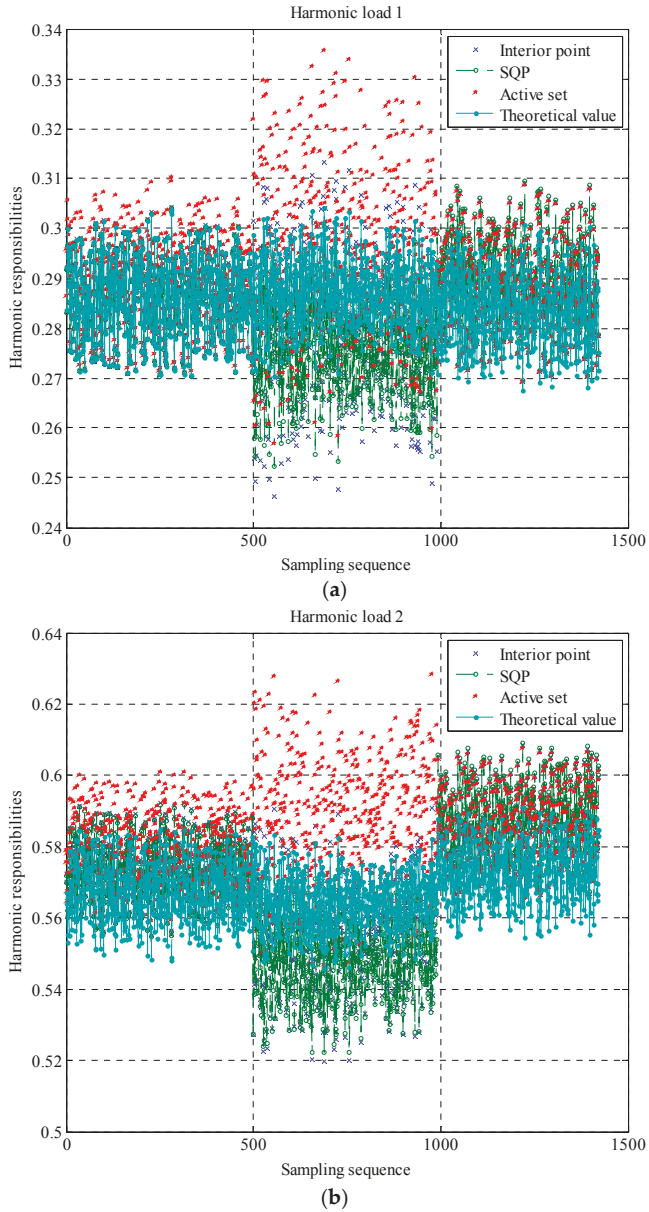 Harmonic load 1
0.34
0.33
0.32
0.31
0.3
0.29
0.28
0.27
0.26
0.25
0.24
Harmonic responsibilities
Interior point
SQP
Active set
Theoretical value
0 500 1000 1500
Sampling sequence
(a)
Harmonic load 2
0.64
0.62
0.6
0.58
0.56
0.54
0.52
0.5
Harmonic responsibilities
Interior point
SQP
Active set
Theoretical value
0 500 1000 1500
Sampling sequence
(b)